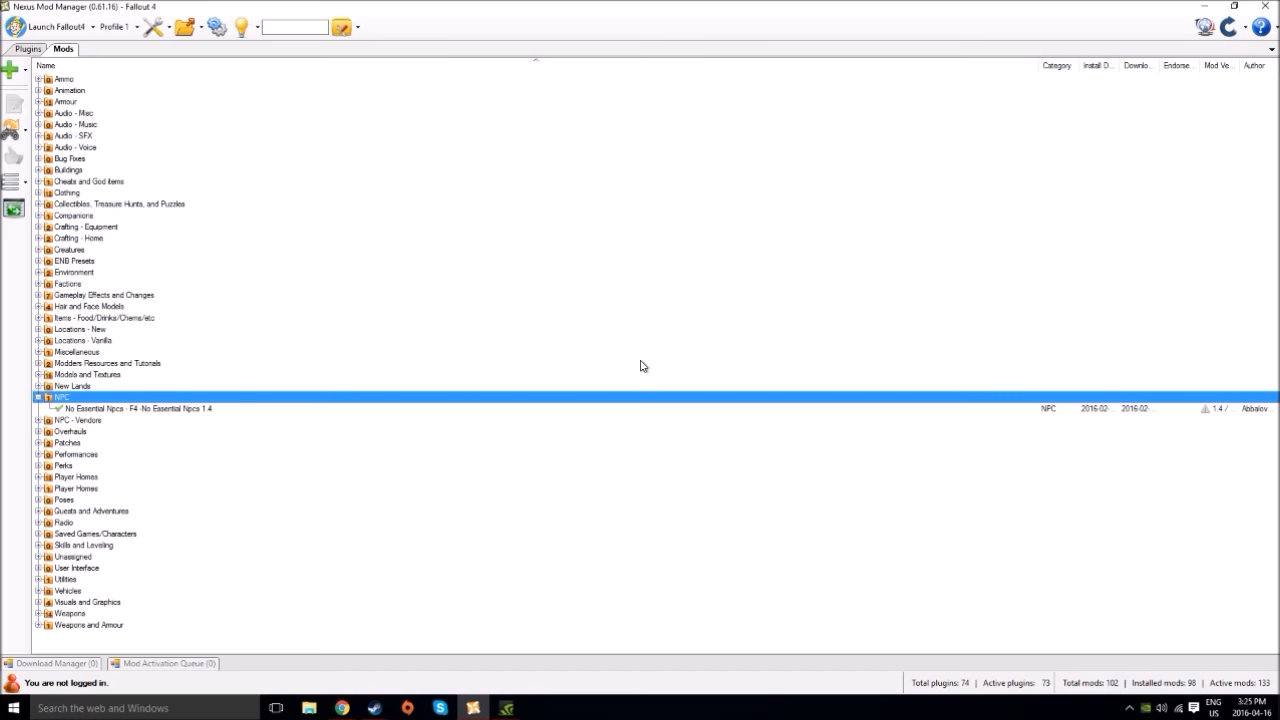 Nexus Mod Manager (0.61.16) - Fallout 4
Launch Fallout4 Profile 1
Plugins Mods
Name Category Install D... Downlo... Endorse... Mod Ve... Author
Ammo
Animation
Armour
Audio - Misc
Audio - Music
Audio - SFX
Audio - Voice
Bug Fixes
Buildings
Cheats and God items
Clothing
Collectibles, Treasure Hunts, and Puzzles
Companions
Crafting - Equipment
Crafting - Home
Creatures
ENB Presets
Environment
Factions
Gameplay Effects and Changes
Hair and Face Models
Items - Food/Drinks/Chems/etc
Locations - New
Locations - Vanilla
Miscellaneous
Modders Resources and Tutorials
Models and Textures
New Lands
NPC
No Essential Npcs - F4 -No Essential Npcs 1.4 NPC 2016-02-... 2016-02-... 1.4 /... Abbalov...
NPC - Vendors
Overhauls
Patches
Performances
Perks
Player Homes
Player Homes
Poses
Quests and Adventures
Radio
Saved Games/Characters
Skills and Leveling
Unassigned
User Interface
Utilities
Vehicles
Visuals and Graphics
Weapons
Weapons and Armour
Download Manager (0) Mod Activation Queue (0)
You are not logged in. Total plugins: 74 | Active plugins: 73 Total mods: 102 | Installed mods: 98 | Active mods: 133
Search the web and Windows ENG 3:25 PM
US 2016-04-16